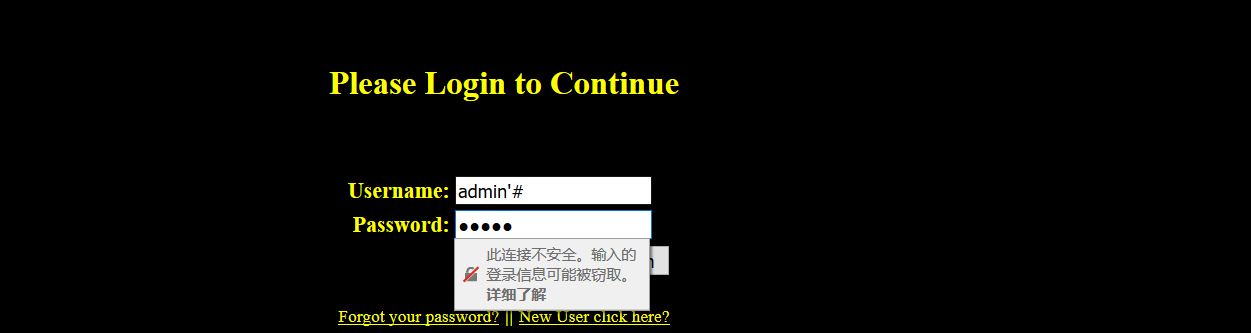 Please Login to Continue
Username: admin'#
Password: ●●●●●
此连接不安全。输入的
登录信息可能被窃取。
详细了解
Forgot your password? || New User click here?